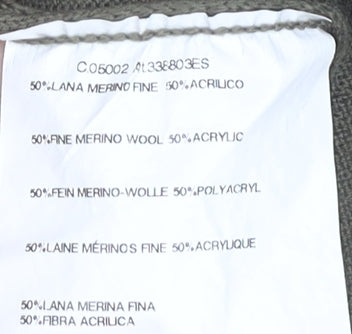 C05002 A1338803ES
50%LANA MERINO FINE 50%ACRILICO
50%FINE MERINO WOOL 50%ACRYLIC
50%FEIN MERINO-WOLLE 50%POLYACRYL
50%LAINE MÉRINOS FINE 50%ACRYLIQUE
50%LANA MERINA FINA
50%FIBRA ACRILICA